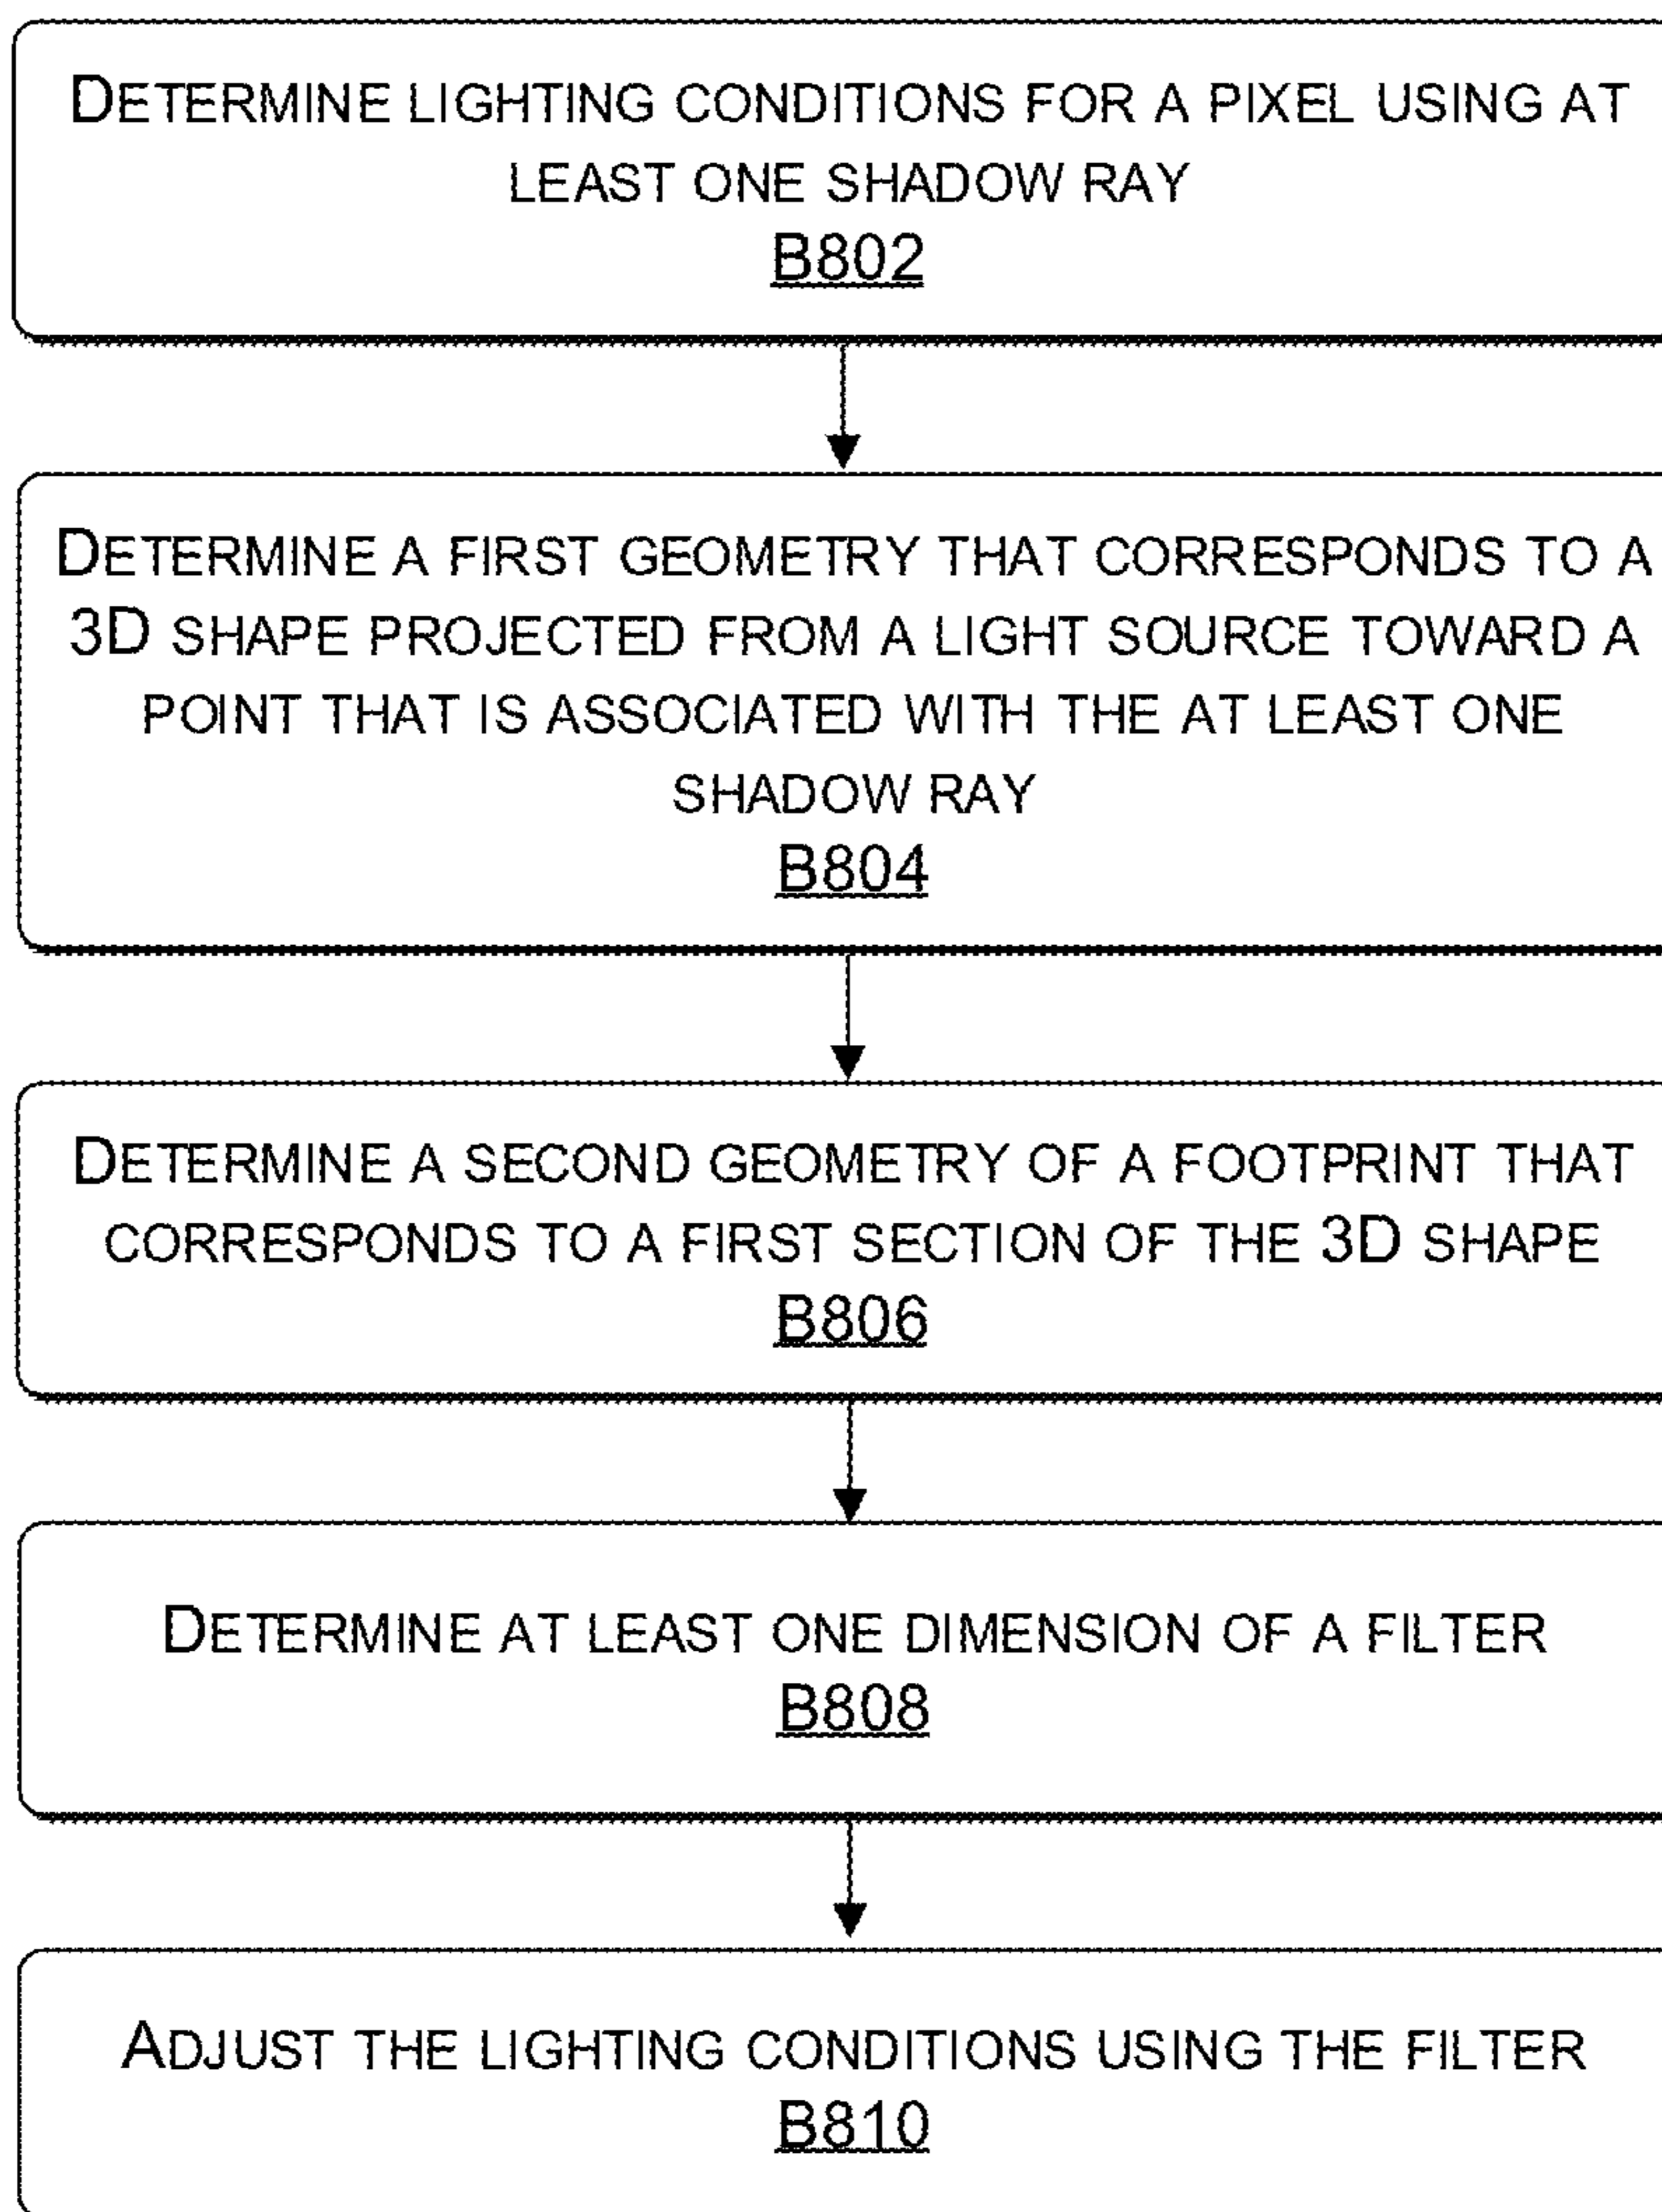 DETERMINE LIGHTING CONDITIONS FOR A PIXEL USING AT
LEAST ONE SHADOW RAY
B802
DETERMINE A FIRST GEOMETRY THAT CORRESPONDS TO A
3D SHAPE PROJECTED FROM A LIGHT SOURCE TOWARD A
POINT THAT IS ASSOCIATED WITH THE AT LEAST ONE
SHADOW RAY
B804
DETERMINE A SECOND GEOMETRY OF A FOOTPRINT THAT
CORRESPONDS TO A FIRST SECTION OF THE 3D SHAPE
B806
DETERMINE AT LEAST ONE DIMENSION OF A FILTER
B808
ADJUST THE LIGHTING CONDITIONS USING THE FILTER
B810